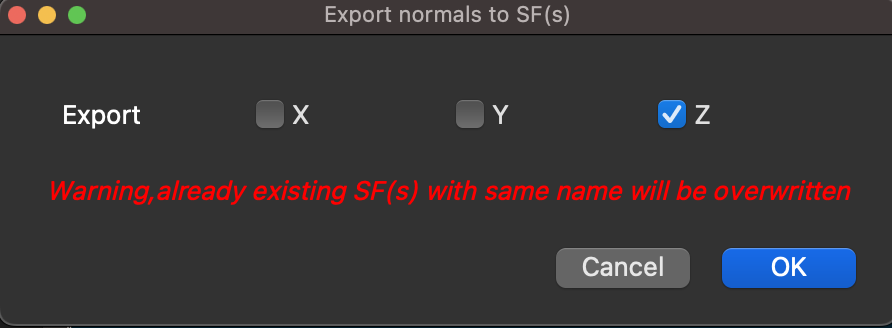 Export normals to SF(s)
Export X Y Z
Warning,already existing SF(s) with same name will be overwritten
Cancel OK